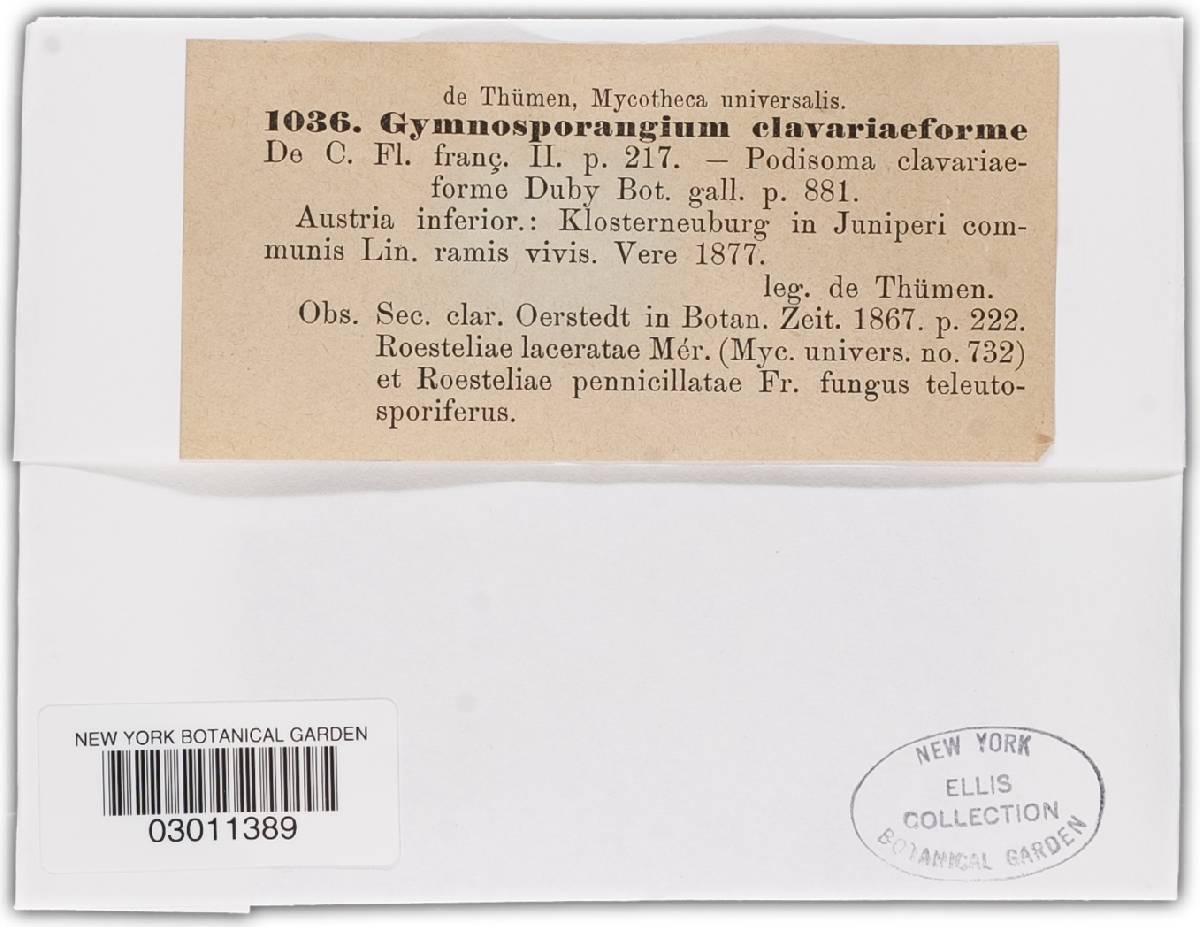 de Thümen, Mycotheca universalis.
1036. Gymnosporangium clavariaeforme
De C. Fl. franç. II. p. 217. — Podisoma clavariae-
forme Duby Bot. gall. p. 881.
Austria inferior.: Klosterneuburg in Juniperi com-
munis Lin. ramis vivis. Vere 1877.
leg. de Thümen.
Obs. Sec. clar. Oerstedt in Botan. Zeit. 1867. p. 222.
Roesteliae laceratae Mér. (Myc. univers. no. 732)
et Roesteliae pennicillatae Fr. fungus teleuto-
sporiferus.
NEW YORK BOTANICAL GARDEN
03011389
NEW YORK
ELLIS
COLLECTION
BOTANICAL GARDEN